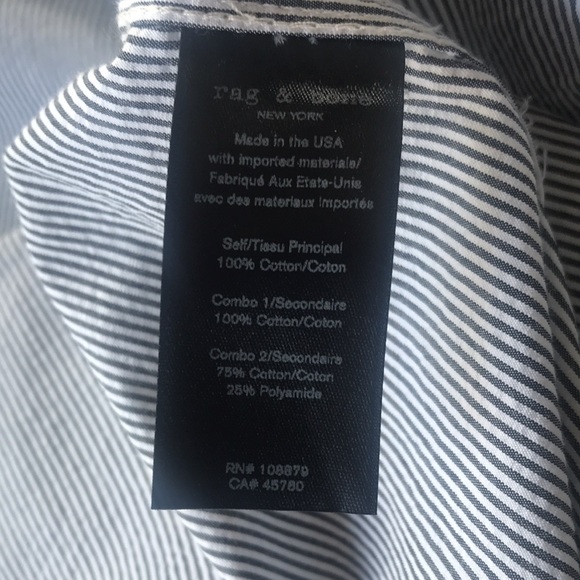 rag & bone
NEW YORK
Made in the USA
with imported materials/
Fabriqué Aux Etats-Unis
avec des materiaux importés
Self/Tissu Principal
100% Cotton/Coton
Combo 1/Secondaire
100% Cotton/Coton
Combo 2/Secondaire
75% Cotton/Coton
25% Polyamide
RN# 108879
CA# 45760